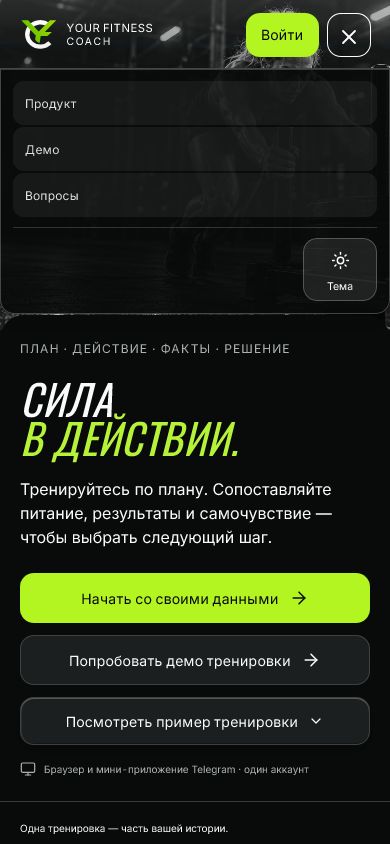 YOUR FITNESS
COACH
Войти
Продукт
Демо
Вопросы
Тема
ПЛАН · ДЕЙСТВИЕ · ФАКТЫ · РЕШЕНИЕ
СИЛА
В ДЕЙСТВИИ.
Тренируйтесь по плану. Сопоставляйте
питание, результаты и самочувствие —
чтобы выбрать следующий шаг.
Начать со своими данными
Попробовать демо тренировки
Посмотреть пример тренировки
Браузер и мини-приложение Telegram · один аккаунт
Одна тренировка — часть вашей истории.